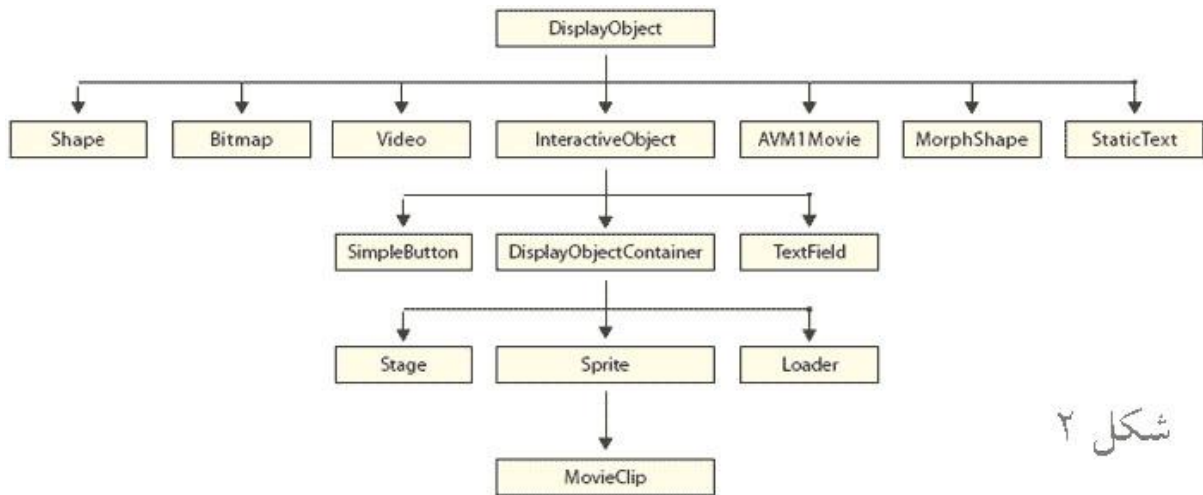 DisplayObject
Shape
Bitmap
Video
InteractiveObject
AVM1Movie
MorphShape
StaticText
SimpleButton
DisplayObjectContainer
TextField
Stage
Sprite
Loader
شکل ۲
MovieClip